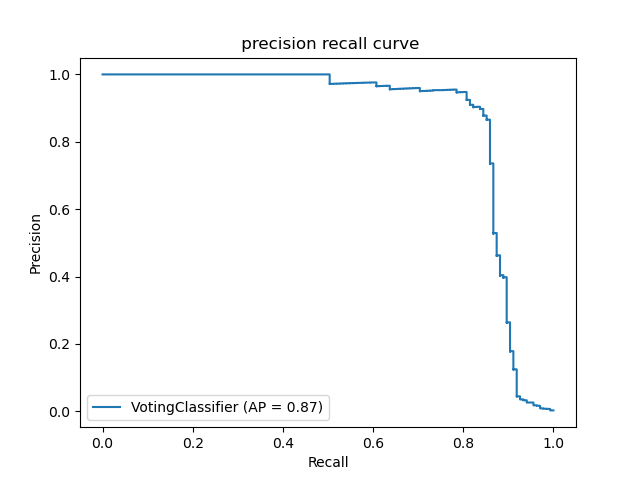 precision recall curve
1.0
0.8
0.6
0.4
0.2
0.0
Precision
VotingClassifier (AP = 0.87)
0.0 0.2 0.4 0.6 0.8 1.0
Recall